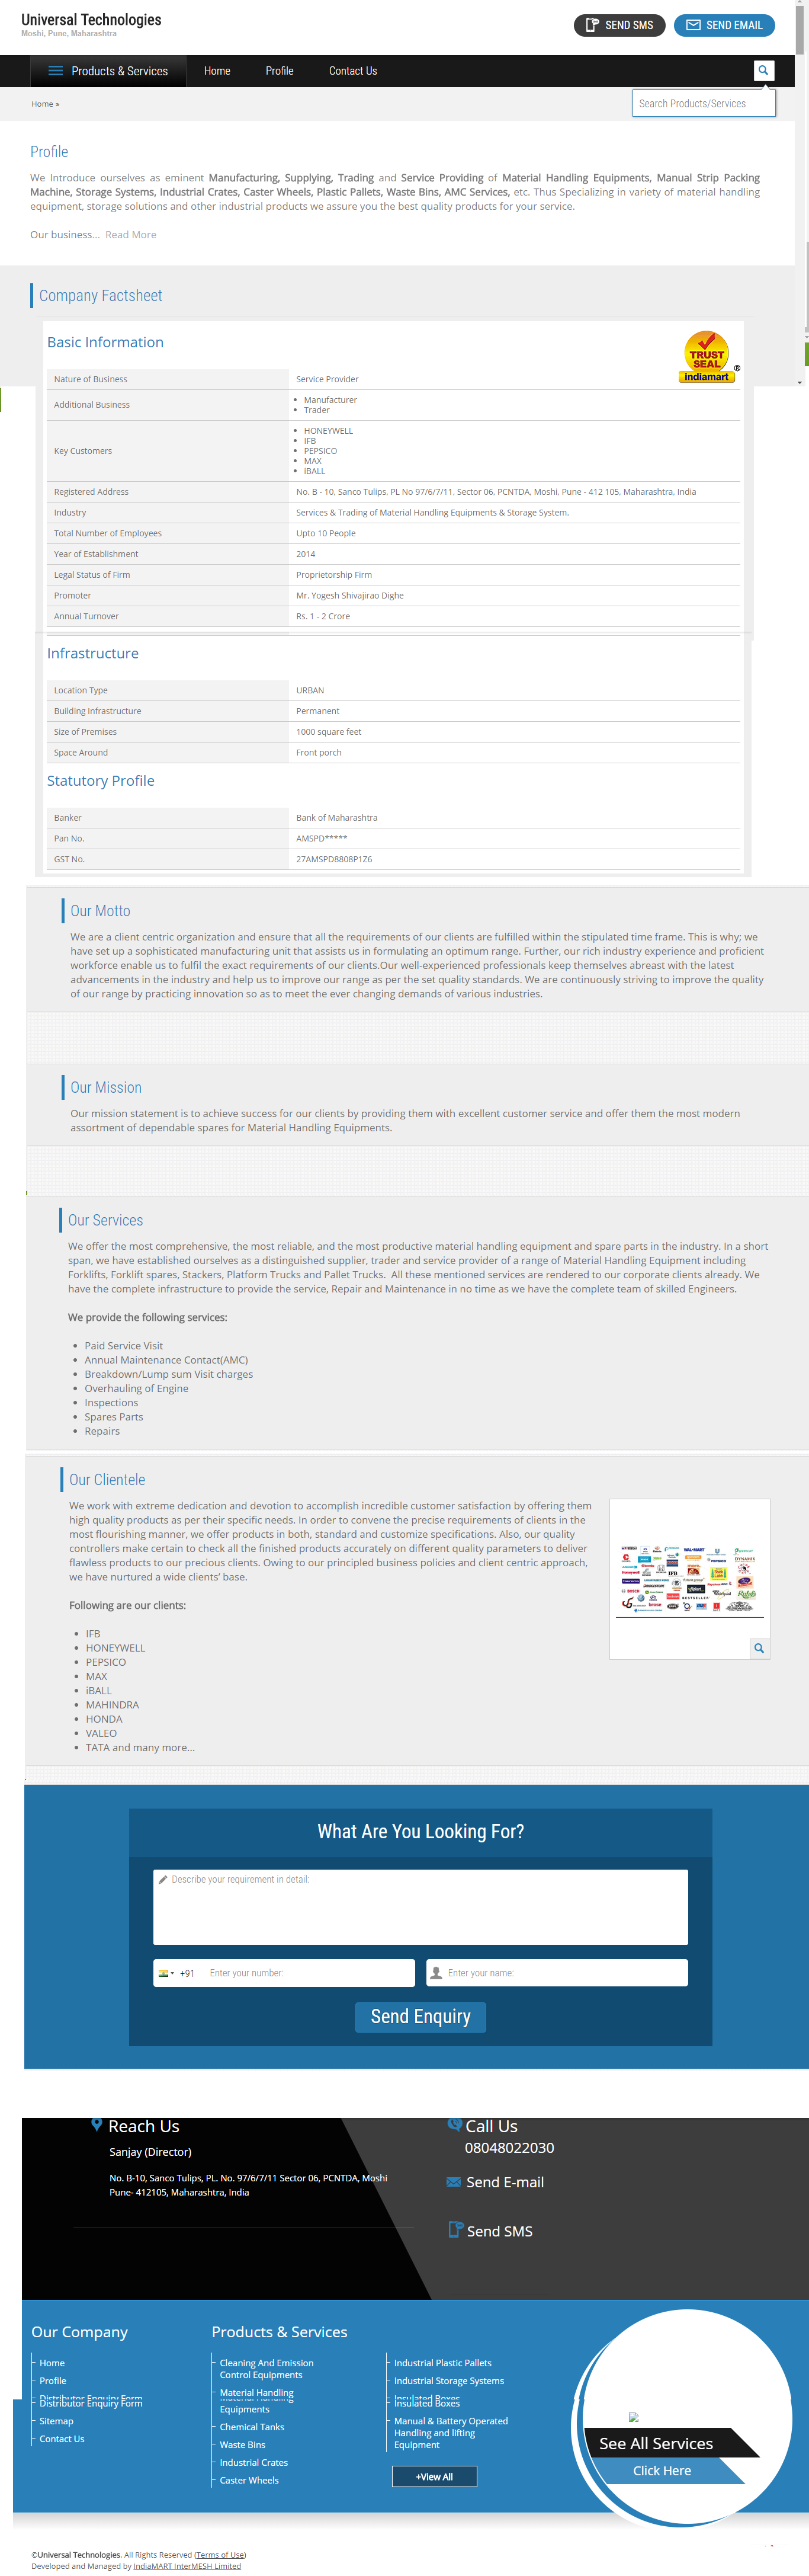 Universal Technologies
Moshi, Pune, Maharashtra
SEND SMS
SEND EMAIL
Products & Services
Home
Profile
Contact Us
Home »
Search Products/Services
Profile
We Introduce ourselves as eminent Manufacturing, Supplying, Trading and Service Providing of Material Handling Equipments, Manual Strip Packing
Machine, Storage Systems, Industrial Crates, Caster Wheels, Plastic Pallets, Waste Bins, AMC Services, etc. Thus Specializing in variety of material handling
equipment, storage solutions and other industrial products we assure you the best quality products for your service.
Our business... Read More
Company Factsheet
Basic Information
TRUST
SEAL
indiamart
®
Nature of Business
Service Provider
Additional Business
• Manufacturer
• Trader
Key Customers
• HONEYWELL
• IFB
• PEPSICO
• MAX
• iBALL
Registered Address
No. B - 10, Sanco Tulips, PL No 97/6/7/11, Sector 06, PCNTDA, Moshi, Pune - 412 105, Maharashtra, India
Industry
Services & Trading of Material Handling Equipments & Storage System.
Total Number of Employees
Upto 10 People
Year of Establishment
2014
Legal Status of Firm
Proprietorship Firm
Promoter
Mr. Yogesh Shivajirao Dighe
Annual Turnover
Rs. 1 - 2 Crore
Infrastructure
Location Type
URBAN
Building Infrastructure
Permanent
Size of Premises
1000 square feet
Space Around
Front porch
Statutory Profile
Banker
Bank of Maharashtra
Pan No.
AMSPD*****
GST No.
27AMSPD8808P1Z6
Our Motto
We are a client centric organization and ensure that all the requirements of our clients are fulfilled within the stipulated time frame. This is why; we
have set up a sophisticated manufacturing unit that assists us in formulating an optimum range. Further, our rich industry experience and proficient
workforce enable us to fulfil the exact requirements of our clients.Our well-experienced professionals keep themselves abreast with the latest
advancements in the industry and help us to improve our range as per the set quality standards. We are continuously striving to improve the quality
of our range by practicing innovation so as to meet the ever changing demands of various industries.
Our Mission
Our mission statement is to achieve success for our clients by providing them with excellent customer service and offer them the most modern
assortment of dependable spares for Material Handling Equipments.
Our Services
We offer the most comprehensive, the most reliable, and the most productive material handling equipment and spare parts in the industry. In a short
span, we have established ourselves as a distinguished supplier, trader and service provider of a range of Material Handling Equipment including
Forklifts, Forklift spares, Stackers, Platform Trucks and Pallet Trucks. All these mentioned services are rendered to our corporate clients already. We
have the complete infrastructure to provide the service, Repair and Maintenance in no time as we have the complete team of skilled Engineers.
We provide the following services:
• Paid Service Visit
• Annual Maintenance Contact(AMC)
• Breakdown/Lump sum Visit charges
• Overhauling of Engine
• Inspections
• Spares Parts
• Repairs
Our Clientele
We work with extreme dedication and devotion to accomplish incredible customer satisfaction by offering them
high quality products as per their specific needs. In order to convene the precise requirements of clients in the
most flourishing manner, we offer products in both, standard and customize specifications. Also, our quality
controllers make certain to check all the finished products accurately on different quality parameters to deliver
flawless products to our precious clients. Owing to our principled business policies and client centric approach,
we have nurtured a wide clients' base.
Following are our clients:
• IFB
• HONEYWELL
• PEPSICO
• MAX
• iBALL
• MAHINDRA
• HONDA
• VALEO
• TATA and many more...
What Are You Looking For?
Describe your requirement in detail:
+91
Enter your number:
Enter your name:
Send Enquiry
Reach Us
Sanjay (Director)
No. B-10, Sanco Tulips, PL. No. 97/6/7/11 Sector 06, PCNTDA, Moshi
Pune- 412105, Maharashtra, India
Call Us
08048022030
Send E-mail
Send SMS
Our Company
Home
Profile
Distributor Enquiry Form
Distributor Enquiry Form
Sitemap
Contact Us
Products & Services
Cleaning And Emission
Control Equipments
Material Handling
Material Handling
Equipments
Chemical Tanks
Waste Bins
Industrial Crates
Caster Wheels
Industrial Plastic Pallets
Industrial Storage Systems
Insulated Boxes
Insulated Boxes
Manual & Battery Operated
Handling and lifting
Equipment
+View All
See All Services
Click Here
©Universal Technologies. All Rights Reserved (Terms of Use)
Developed and Managed by IndiaMART InterMESH Limited